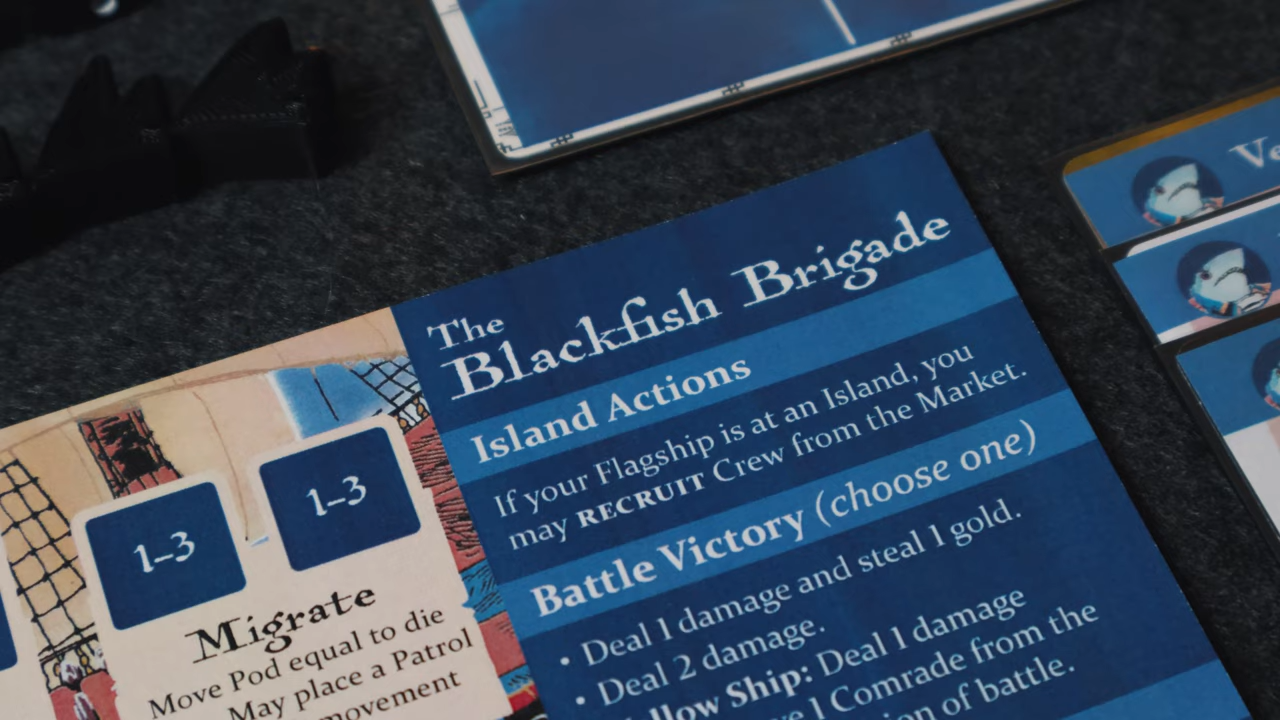 The
Blackfish Brigade
Island Actions
If your Flagship is at an Island, you
may RECRUIT Crew from the Market.
Battle Victory (choose one)
• Deal 1 damage and steal 1 gold.
• Deal 2 damage.
Ship: Deal 1 damage
1 Comrade from the
of battle.
1–3
1–3
Migrate
Move Pod equal to die
May place a Patrol
movement